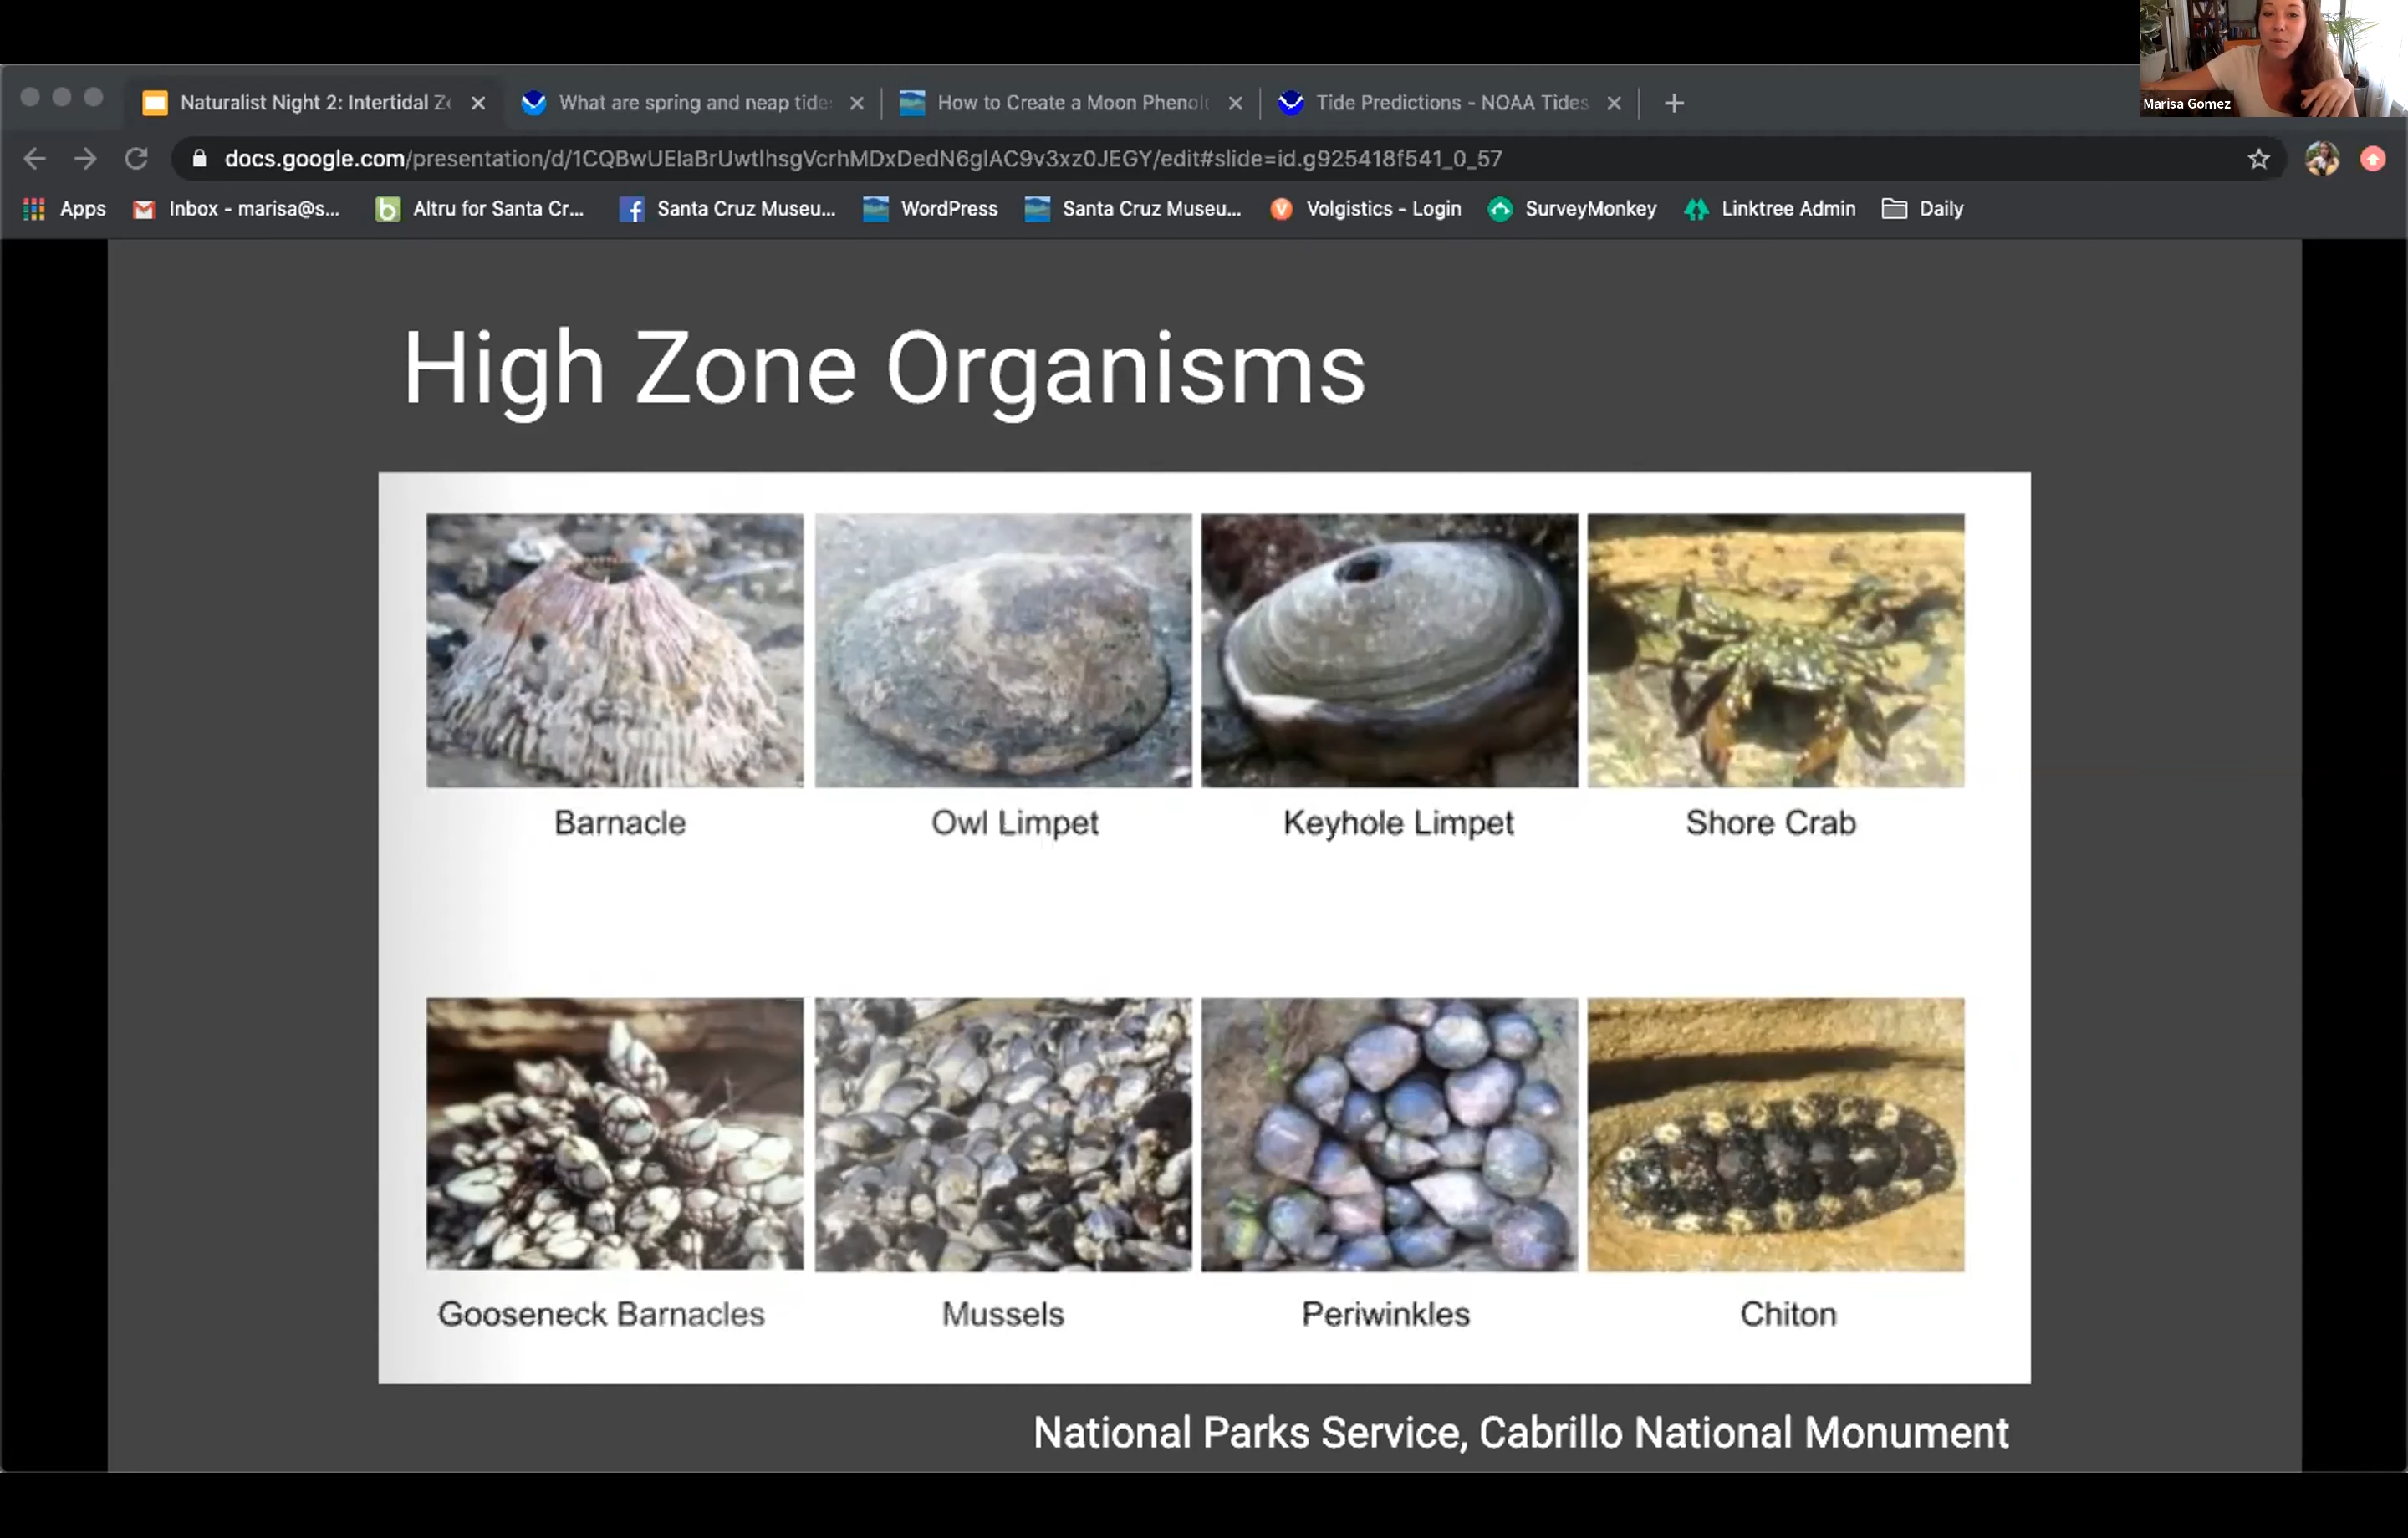 Marisa Gomez
Naturalist Night 2: Intertidal Zo
What are spring and neap tide
How to Create a Moon Phenol
Tide Predictions - NOAA Tides
docs.google.com/presentation/d/1CQBwUEIaBrUwtlhsgVcrhMDxDedN6glAC9v3xz0JEGY/edit#slide=id.g925418f541_0_57
Apps
Inbox - marisa@s...
Altru for Santa Cr...
Santa Cruz Museu...
WordPress
Santa Cruz Museu...
Volgistics - Login
SurveyMonkey
Linktree Admin
Daily
High Zone Organisms
Barnacle
Owl Limpet
Keyhole Limpet
Shore Crab
Gooseneck Barnacles
Mussels
Periwinkles
Chiton
National Parks Service, Cabrillo National Monument